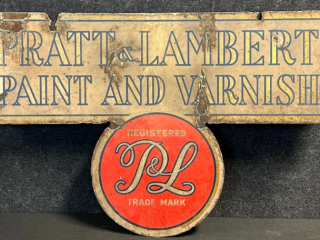 PRATT & LAMBERT
PAINT AND VARNISH
REGISTERED
P&L
TRADE MARK